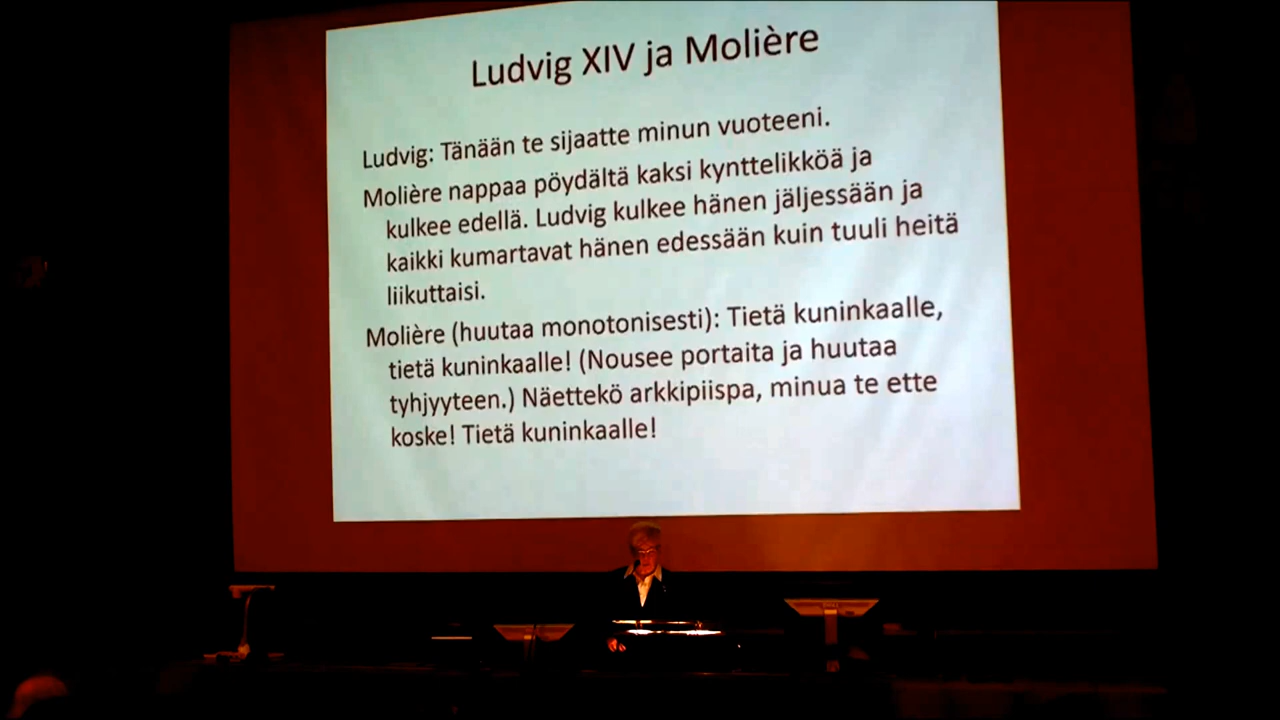 Ludvig XIV ja Molière
Ludvig: Tänään te sijaatte minun vuoteeni.
Molière nappaa pöydältä kaksi kynttelikköä ja
kulkee edellä. Ludvig kulkee hänen jäljessään ja
kaikki kumartavat hänen edessään kuin tuuli heitä
liikuttaisi.
Molière (huutaa monotonisesti): Tietä kuninkaalle,
tietä kuninkaalle! (Nousee portaita ja huutaa
tyhjyyteen.) Näettekö arkkipiispa, minua te ette
koske! Tietä kuninkaalle!